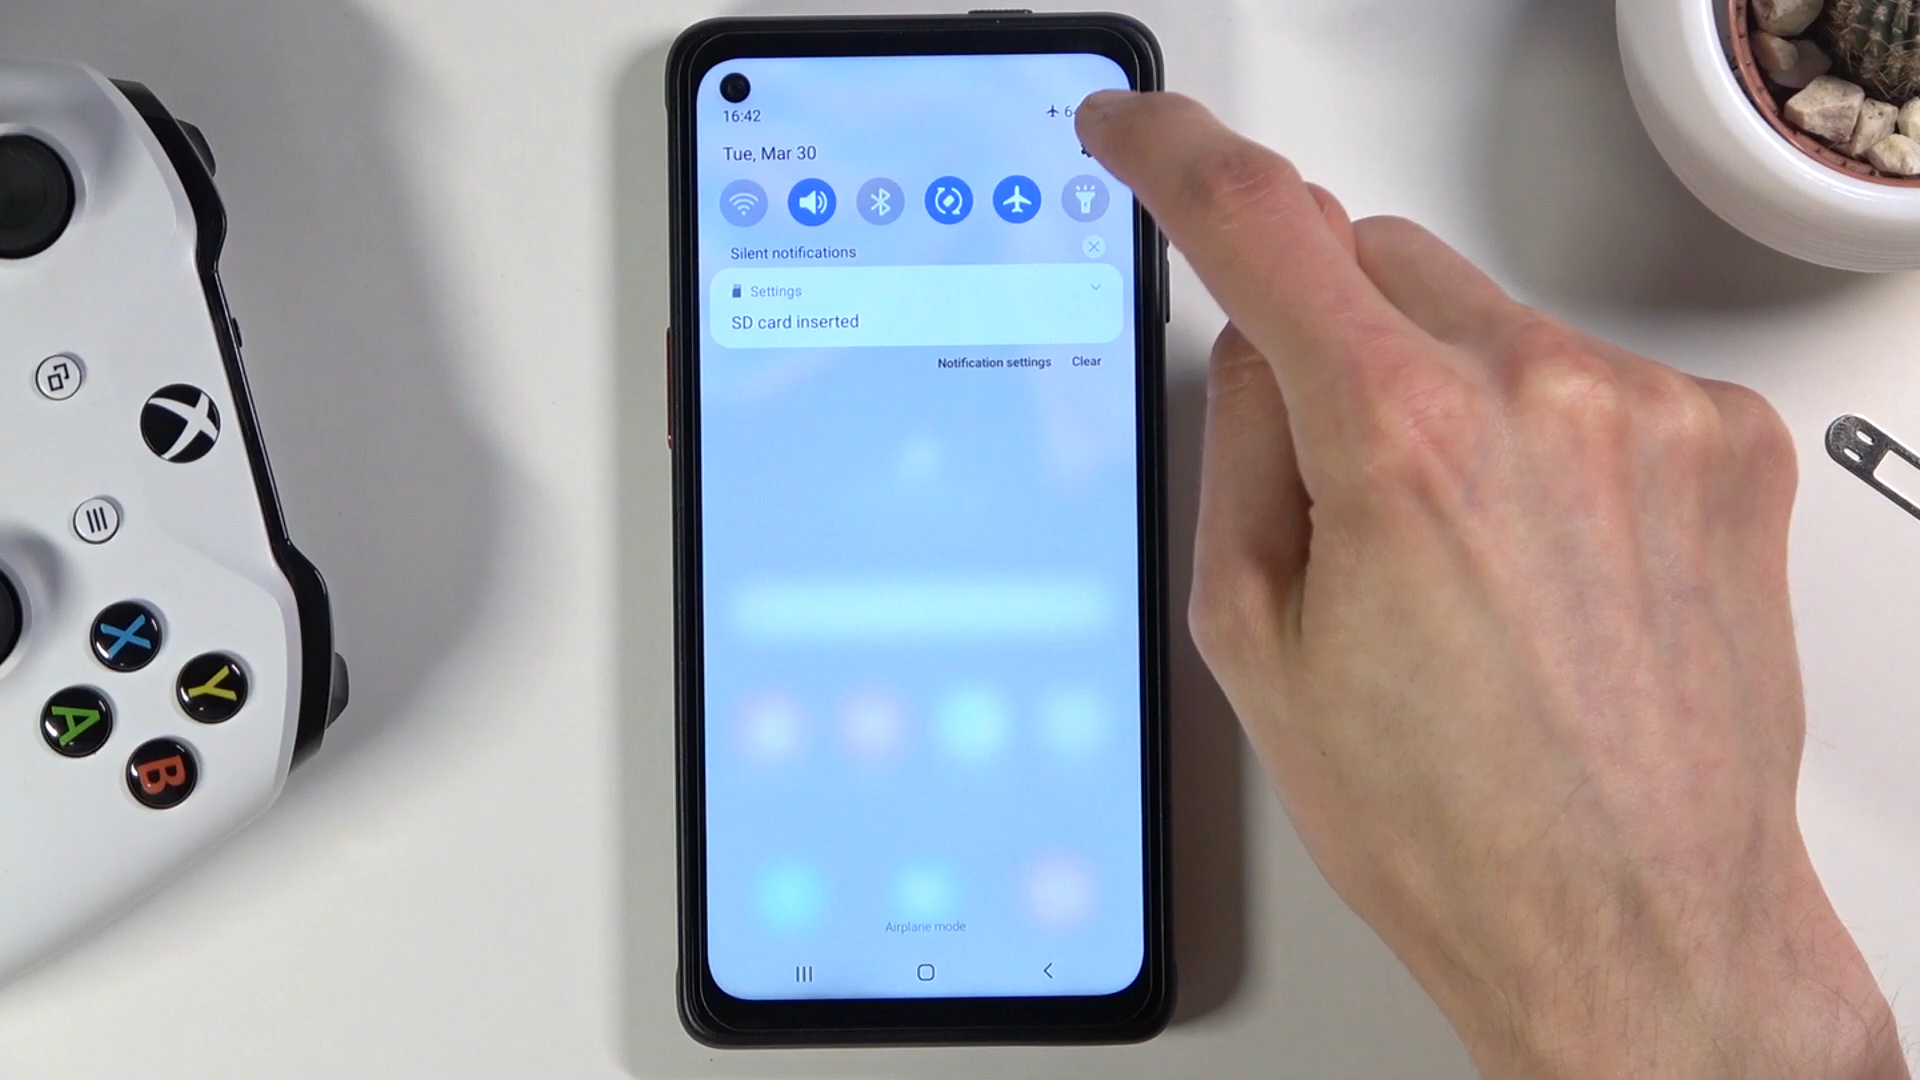 16:42
Tue, Mar 30
Silent notifications
Settings
SD card inserted
Notification settings Clear
Airplane mode
X
Y
A
B